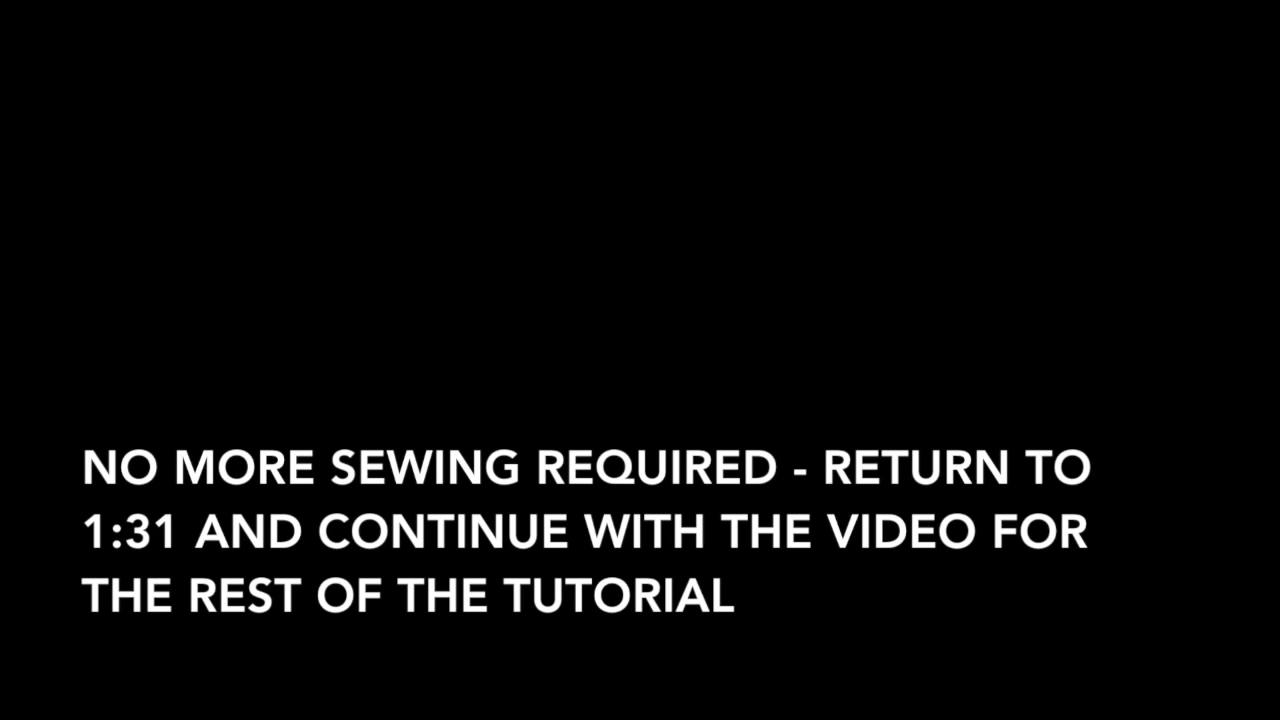 NO MORE SEWING REQUIRED - RETURN TO
1:31 AND CONTINUE WITH THE VIDEO FOR
THE REST OF THE TUTORIAL